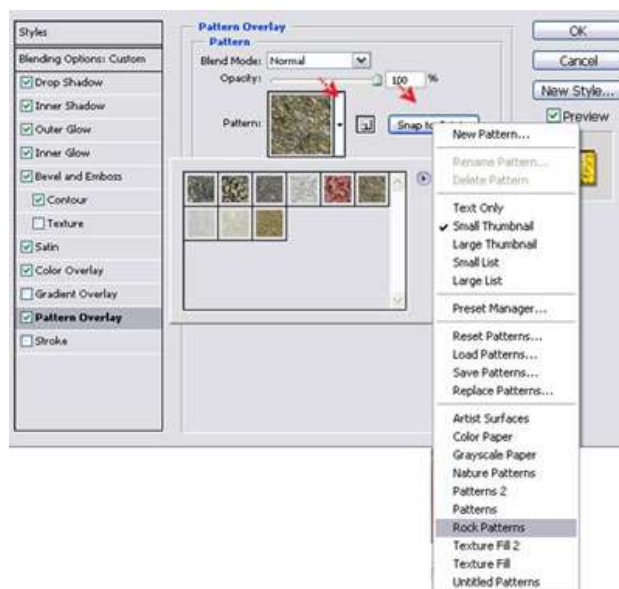 Styles
Blending Options: Custom
Drop Shadow
Inner Shadow
Outer Glow
Inner Glow
Bevel and Emboss
Contour
Texture
Satin
Color Overlay
Gradient Overlay
Pattern Overlay
Stroke
Pattern Overlay
Pattern
Blend Mode: Normal
Opacity: 100 %
Pattern:
Snap to
OK
Cancel
New Style...
Preview
New Pattern...
Rename Pattern...
Delete Pattern
Text Only
Small Thumbnail
Large Thumbnail
Small List
Large List
Preset Manager...
Reset Patterns...
Load Patterns...
Save Patterns...
Replace Patterns...
Artist Surfaces
Color Paper
Grayscale Paper
Nature Patterns
Patterns 2
Patterns
Rock Patterns
Texture Fill 2
Texture Fill
Untitled Patterns